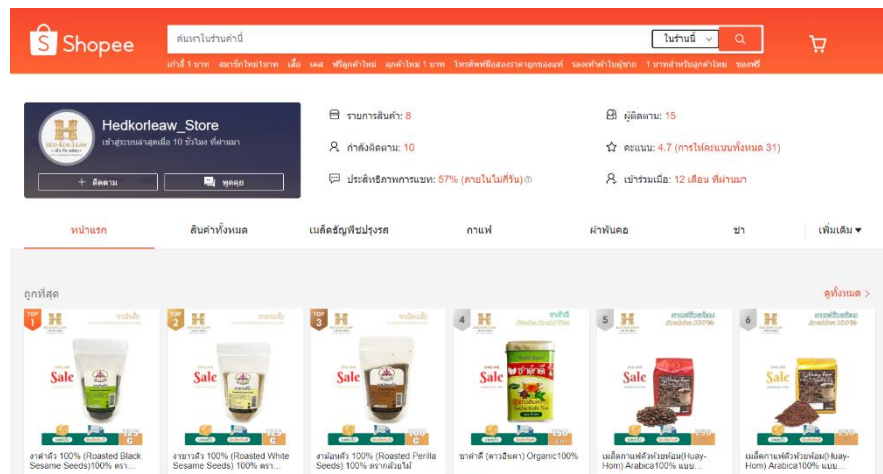 Shopee
ค้นหาในร้านค้านี้
ในร้านนี้
เก้าอี้ 1 บาท สมาชิกใหม่1บาท เสื้อ เคส ฟรีลูกค้าใหม่ ลูกค้าใหม่ 1 บาท โทรศัพท์มือสองราคาถูกของแท้ รองเท้าผ้าใบผู้ชาย 1 บาทสำหรับลูกค้าใหม่ ของฟรี
Hedkorleaw_Store
เข้าสู่ระบบล่าสุดเมื่อ 10 ชั่วโมง ที่ผ่านมา
HED-KOR-LEAW
+ ติดตาม
พูดคุย
รายการสินค้า: 8
ผู้ติดตาม: 15
กำลังติดตาม: 10
คะแนน: 4.7 (การให้คะแนนทั้งหมด 31)
ประสิทธิภาพการแชท: 57% (ภายในไม่กี่วัน)
เข้าร่วมเมื่อ: 12 เดือน ที่ผ่านมา
หน้าแรก
สินค้าทั้งหมด
เมล็ดธัญพืชปรุงรส
กาแฟ
ผ้าพันคอ
ชา
เพิ่มเติม
ถูกที่สุด
ดูทั้งหมด >
TOP 1
Sale
งาดำคั่ว 100% (Roasted Black
Sesame Seeds)100% ตรา...
TOP 2
Sale
งาขาวคั่ว 100% (Roasted White
Sesame Seeds) 100% ตรา...
TOP 3
Sale
งาม้อนคั่ว 100% (Roasted Perilla
Seeds) 100% ตรากล้วยไม้
4
Sale
ชาคำดี
ชาคำดี (ดาวอินคา) Organic100%
5
Sale
เมล็ดกาแฟคั่วห้วยห้อม(Huay-
Hom) Arabica100% แบบ...
6
Sale
เมล็ดกาแฟคั่วห้วยห้อม(Huay-
Hom) Arabica100% แบบ...